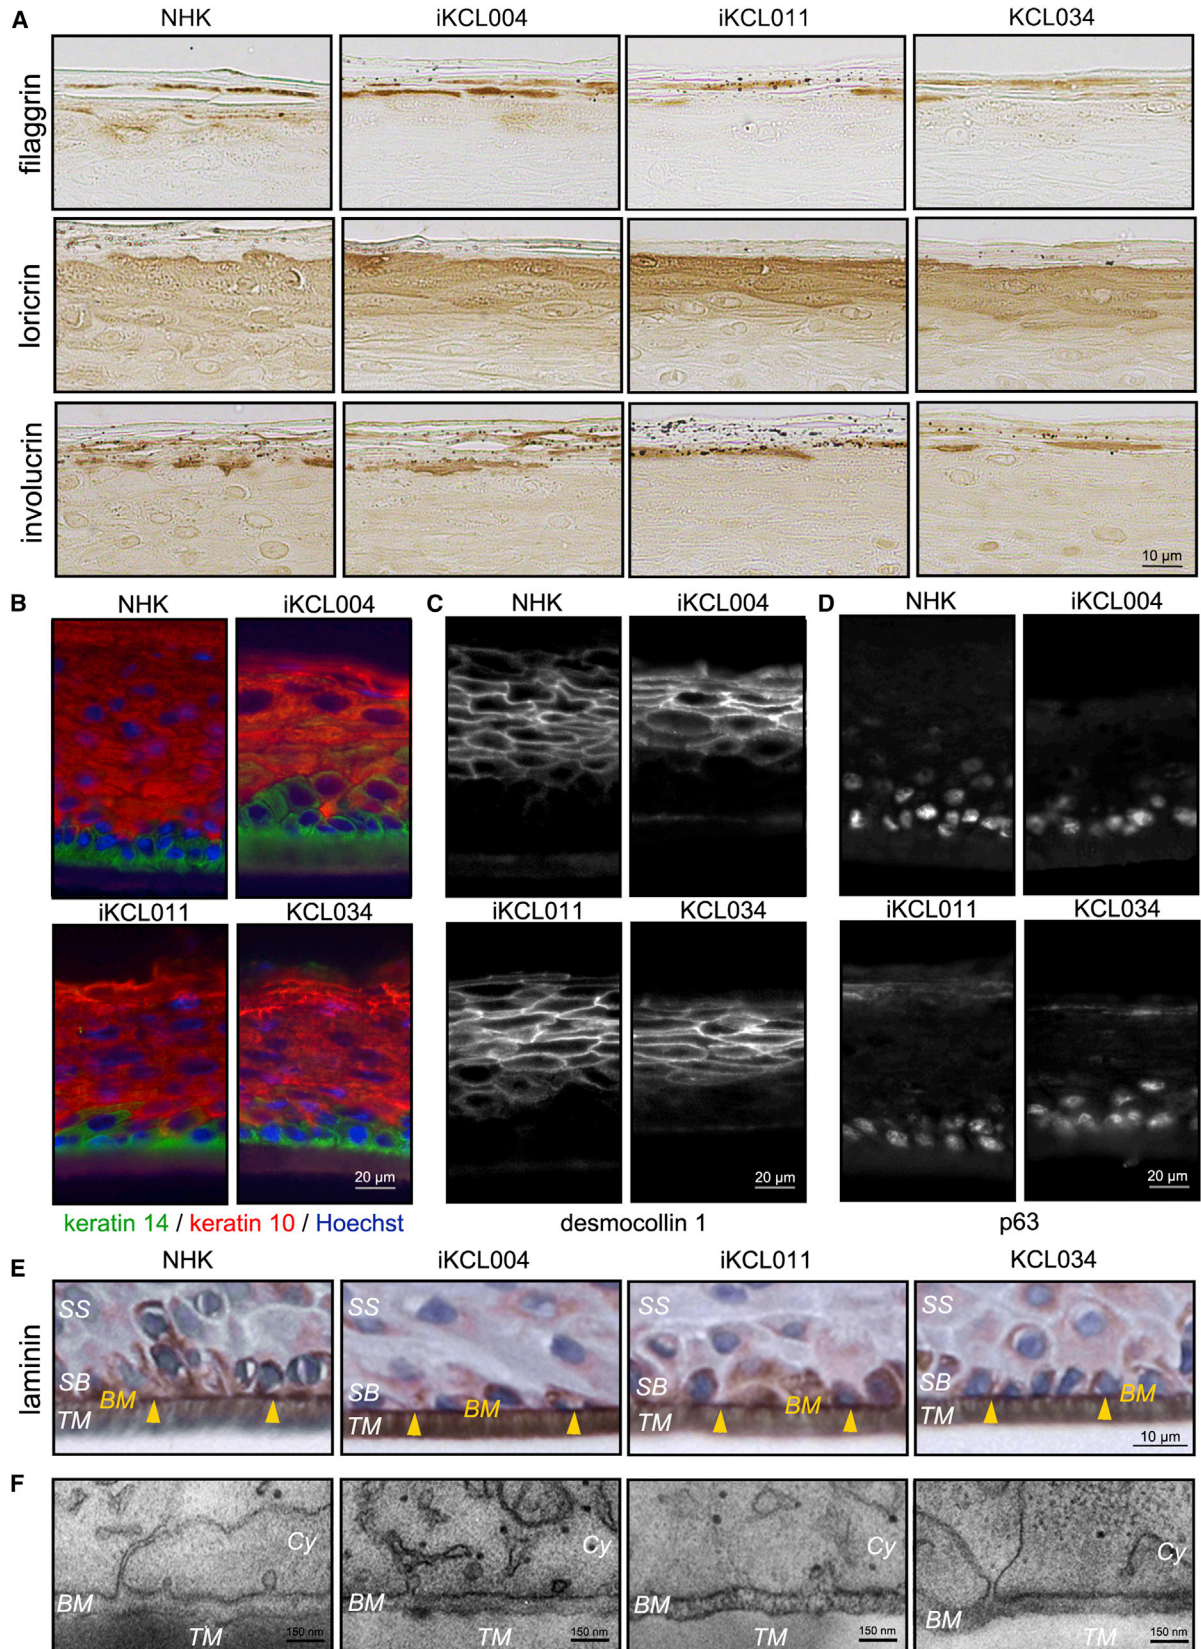 A
NHK iKCL004 iKCL011 KCL034
filaggrin
loricrin
involucrin
10 µm
B
NHK iKCL004
iKCL011 KCL034
20 µm
keratin 14 / keratin 10 / Hoechst
C
NHK iKCL004
iKCL011 KCL034
20 µm
desmocollin 1
D
NHK iKCL004
iKCL011 KCL034
20 µm
p63
E
NHK iKCL004 iKCL011 KCL034
laminin
SS SS SS SS
SB SB SB SB
BM BM BM BM
TM TM TM TM
10 µm
F
Cy Cy Cy Cy
BM BM BM BM
TM TM TM TM
150 nm 150 nm 150 nm 150 nm